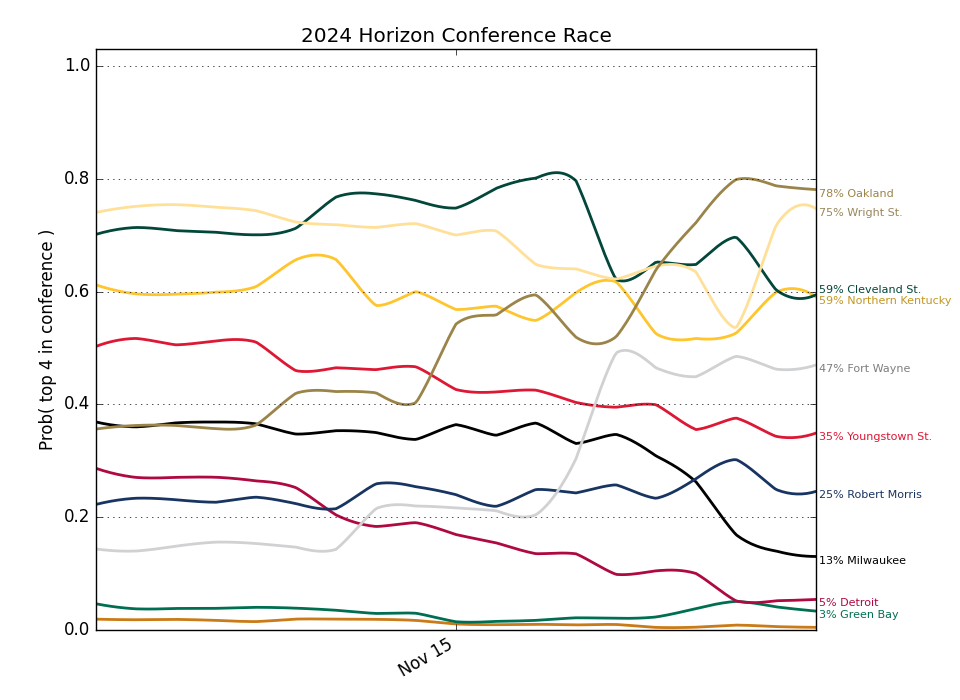 2024 Horizon Conference Race
1.0
0.8
0.6
0.4
0.2
0.0
Prob( top 4 in conference )
Nov 15
78% Oakland
75% Wright St.
59% Cleveland St.
59% Northern Kentucky
47% Fort Wayne
35% Youngstown St.
25% Robert Morris
13% Milwaukee
5% Detroit
3% Green Bay